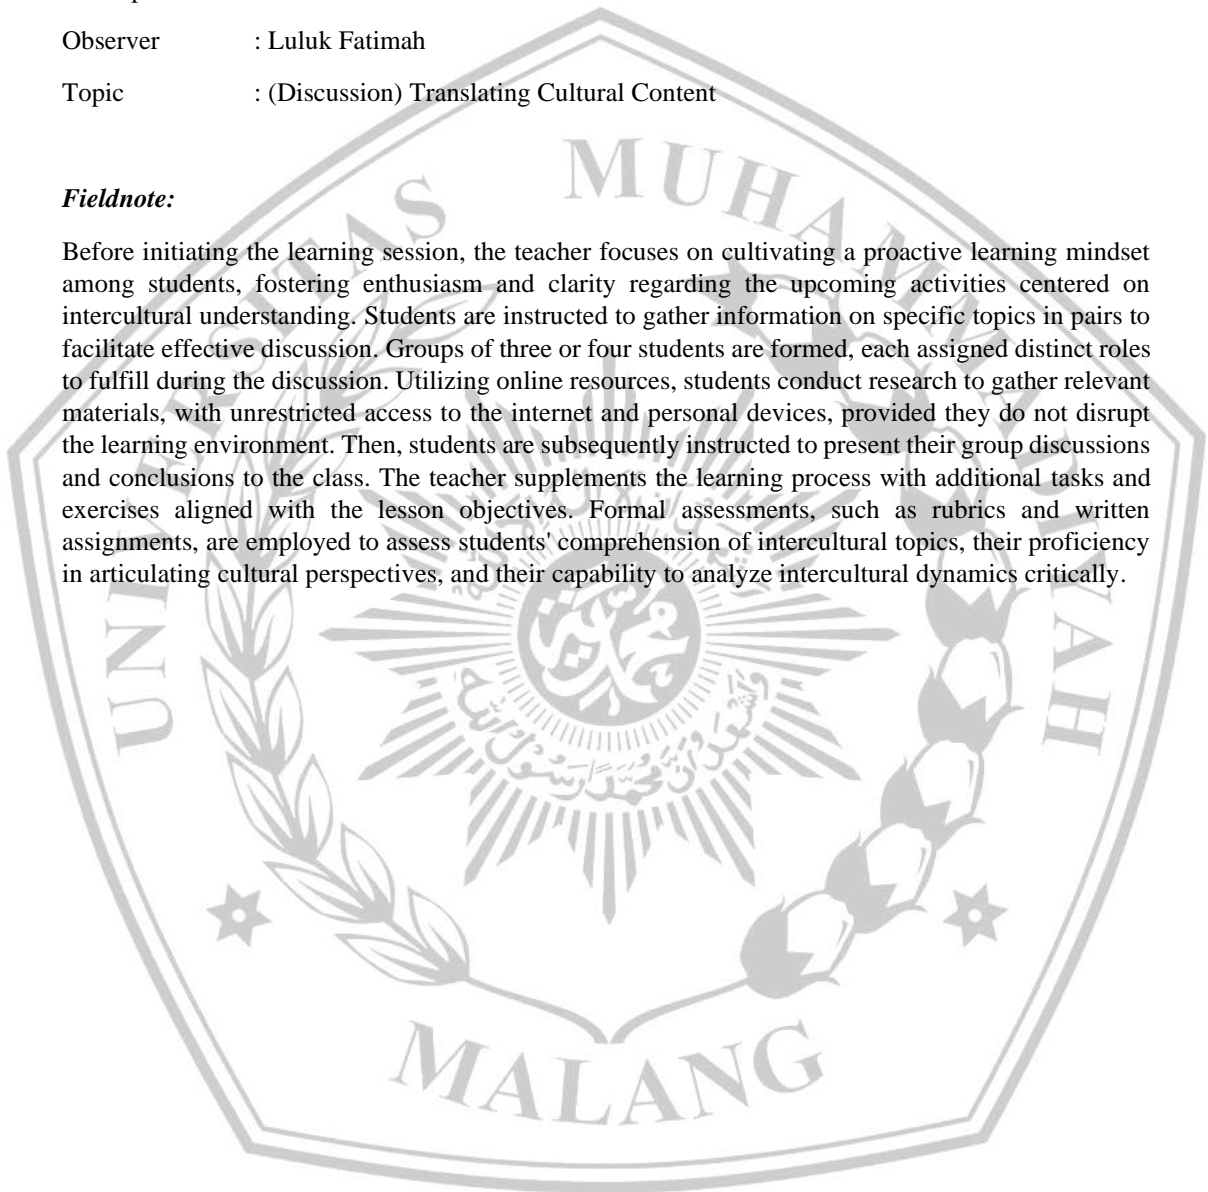 Observer : Luluk Fatimah
Topic : (Discussion) Translating Cultural Content
Fieldnote:
Before initiating the learning session, the teacher focuses on cultivating a proactive learning mindset
among students, fostering enthusiasm and clarity regarding the upcoming activities centered on
intercultural understanding. Students are instructed to gather information on specific topics in pairs to
facilitate effective discussion. Groups of three or four students are formed, each assigned distinct roles
to fulfill during the discussion. Utilizing online resources, students conduct research to gather relevant
materials, with unrestricted access to the internet and personal devices, provided they do not disrupt
the learning environment. Then, students are subsequently instructed to present their group discussions
and conclusions to the class. The teacher supplements the learning process with additional tasks and
exercises aligned with the lesson objectives. Formal assessments, such as rubrics and written
assignments, are employed to assess students' comprehension of intercultural topics, their proficiency
in articulating cultural perspectives, and their capability to analyze intercultural dynamics critically.
UNIVERSITAS MUHAMMADIYAH
MALANG